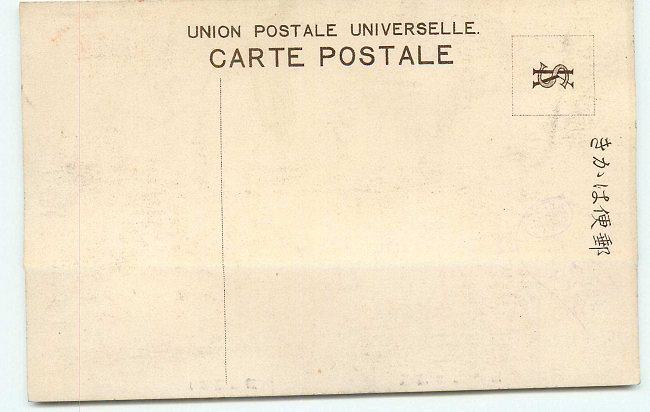 UNION POSTALE UNIVERSELLE.
CARTE POSTALE
郵便はかき